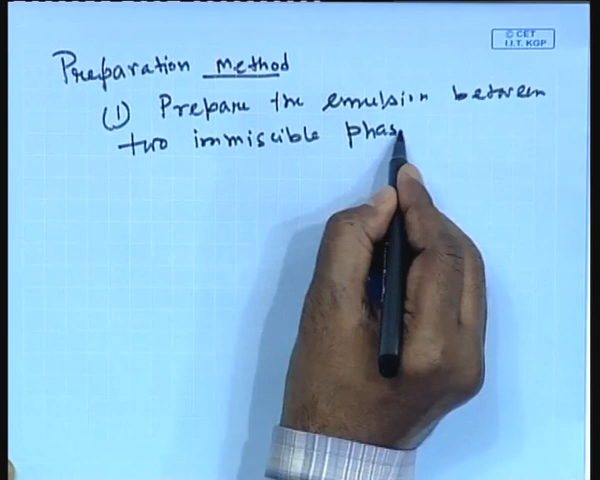 © CET
I.I.T. KGP
Preparation Method
(1) Prepare the emulsion between
two immiscible phas